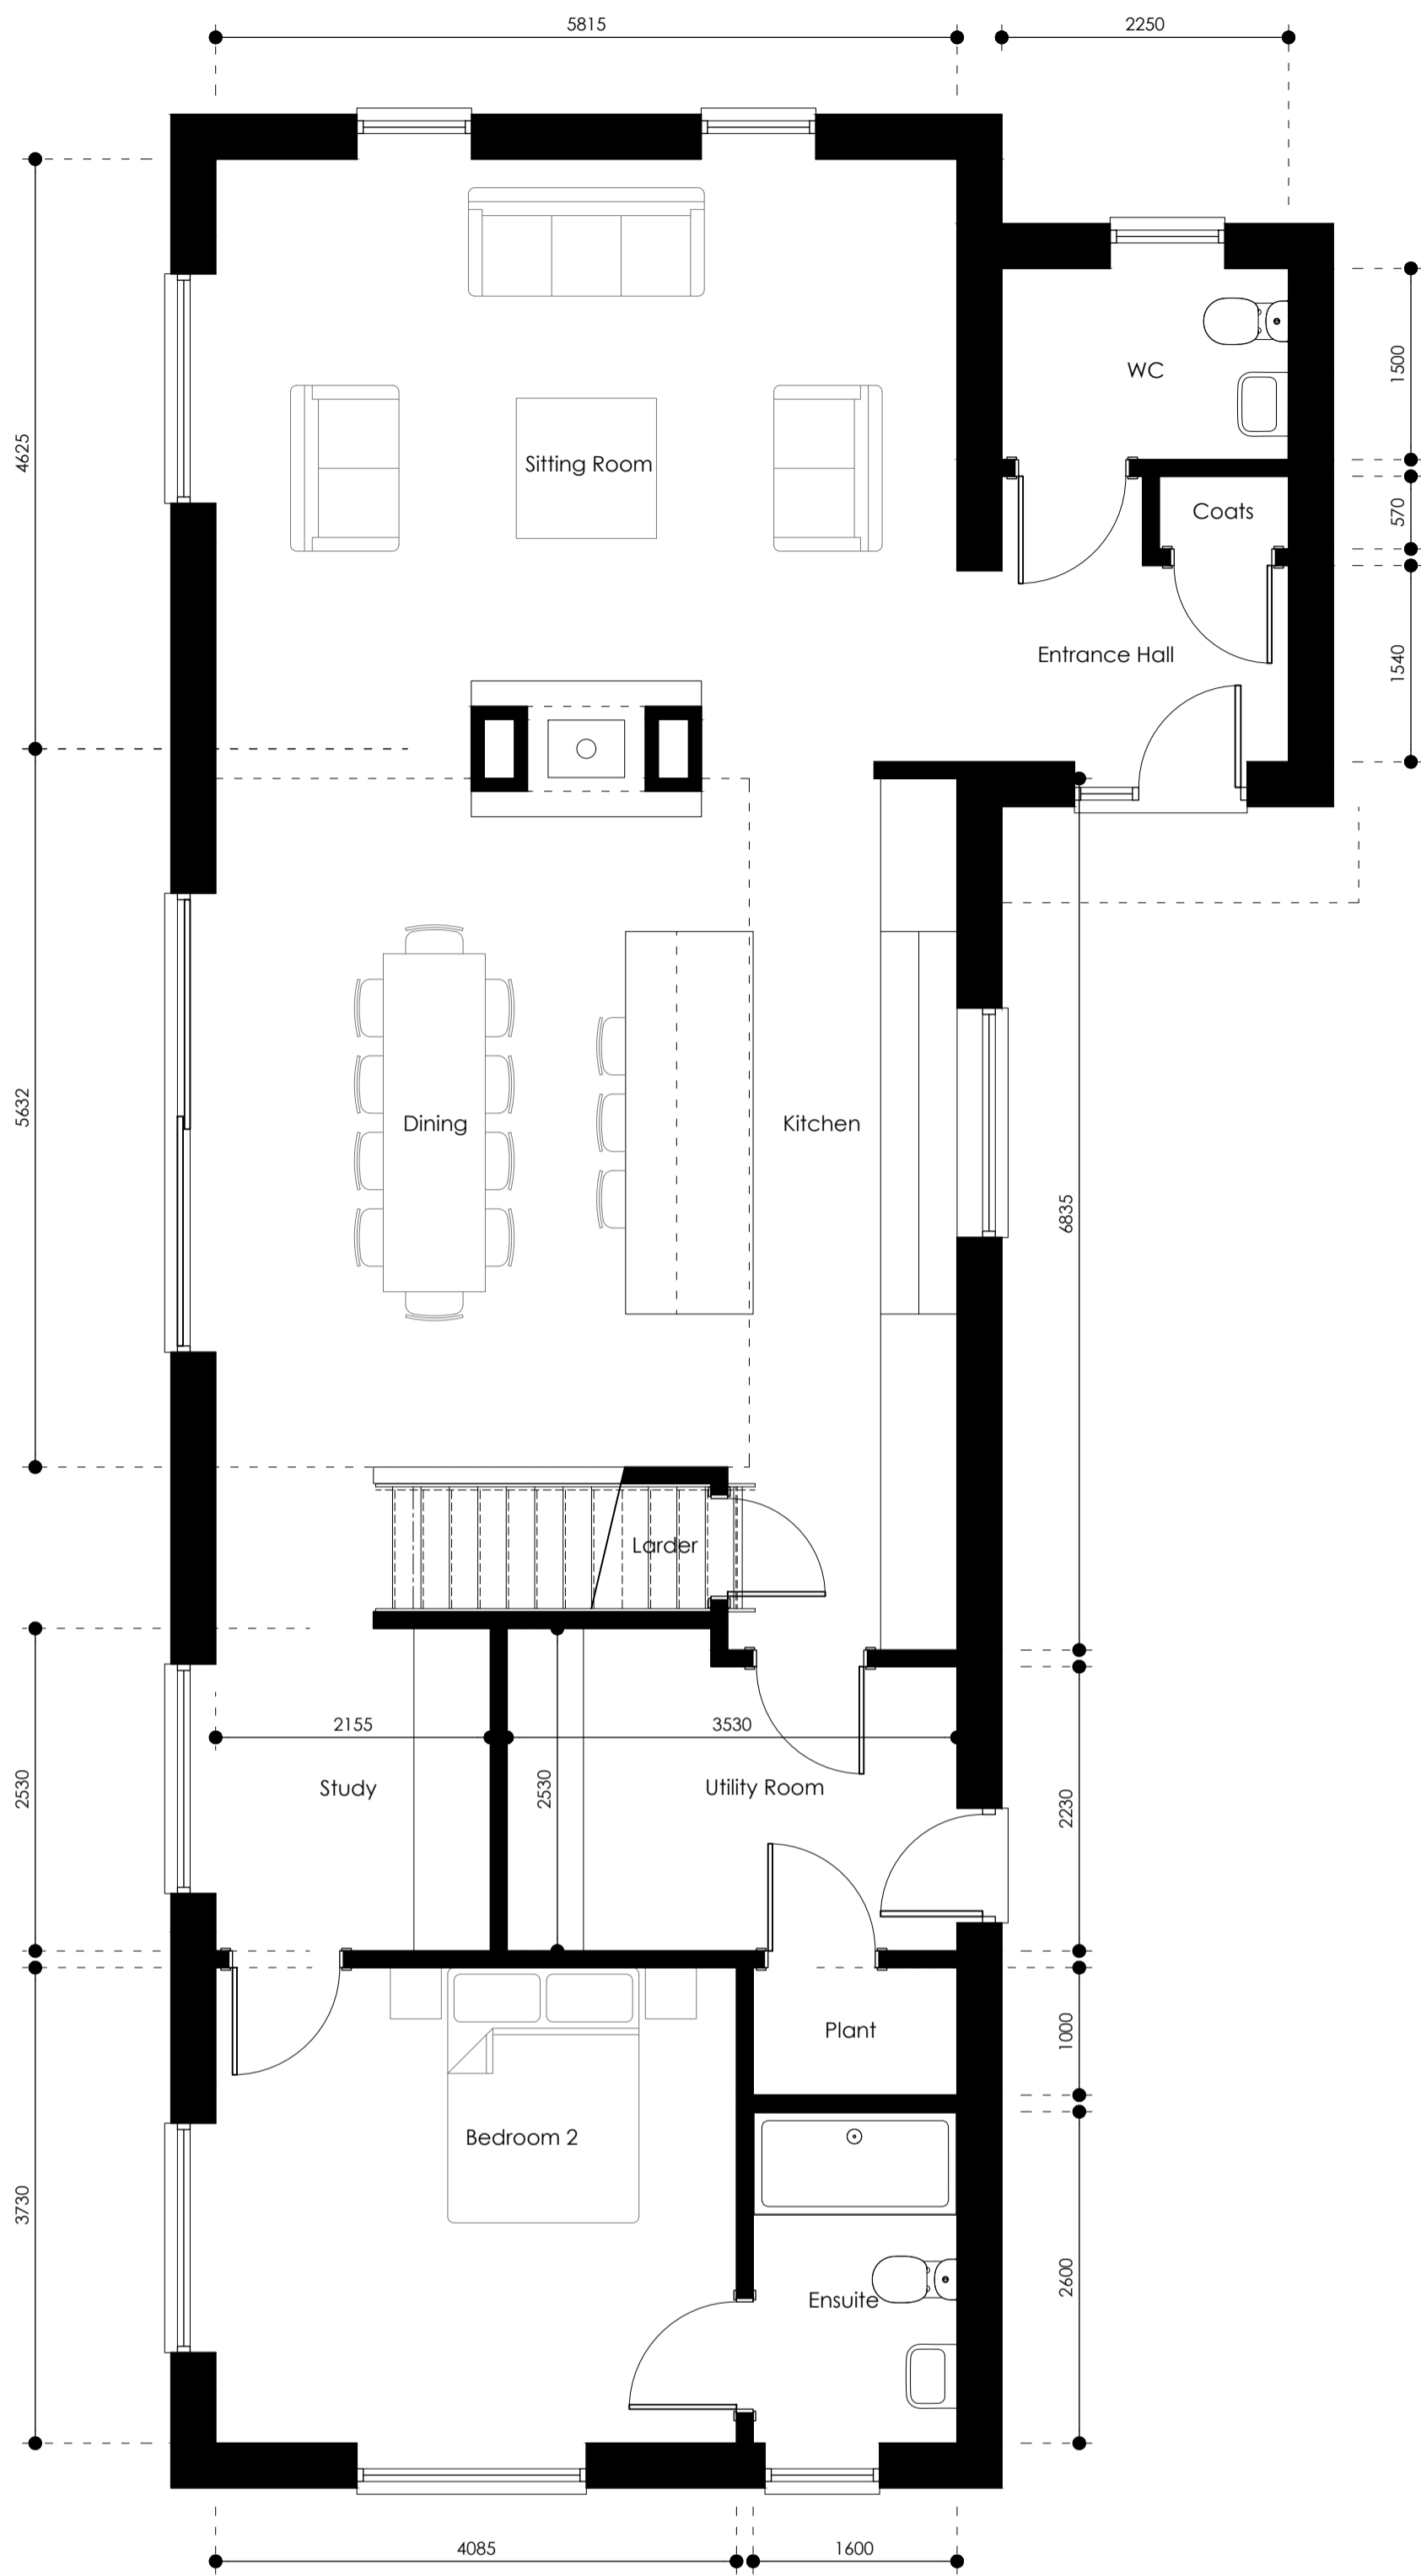 5815
2250
WC
1500
4625
Sitting Room
Coats
570
Entrance Hall
1540
5632
Dining
Kitchen
6835
Larder
2155
3530
2530
Study
2530
Utility Room
2230
Plant
1000
Bedroom 2
3730
Ensuite
2600
4085
1600